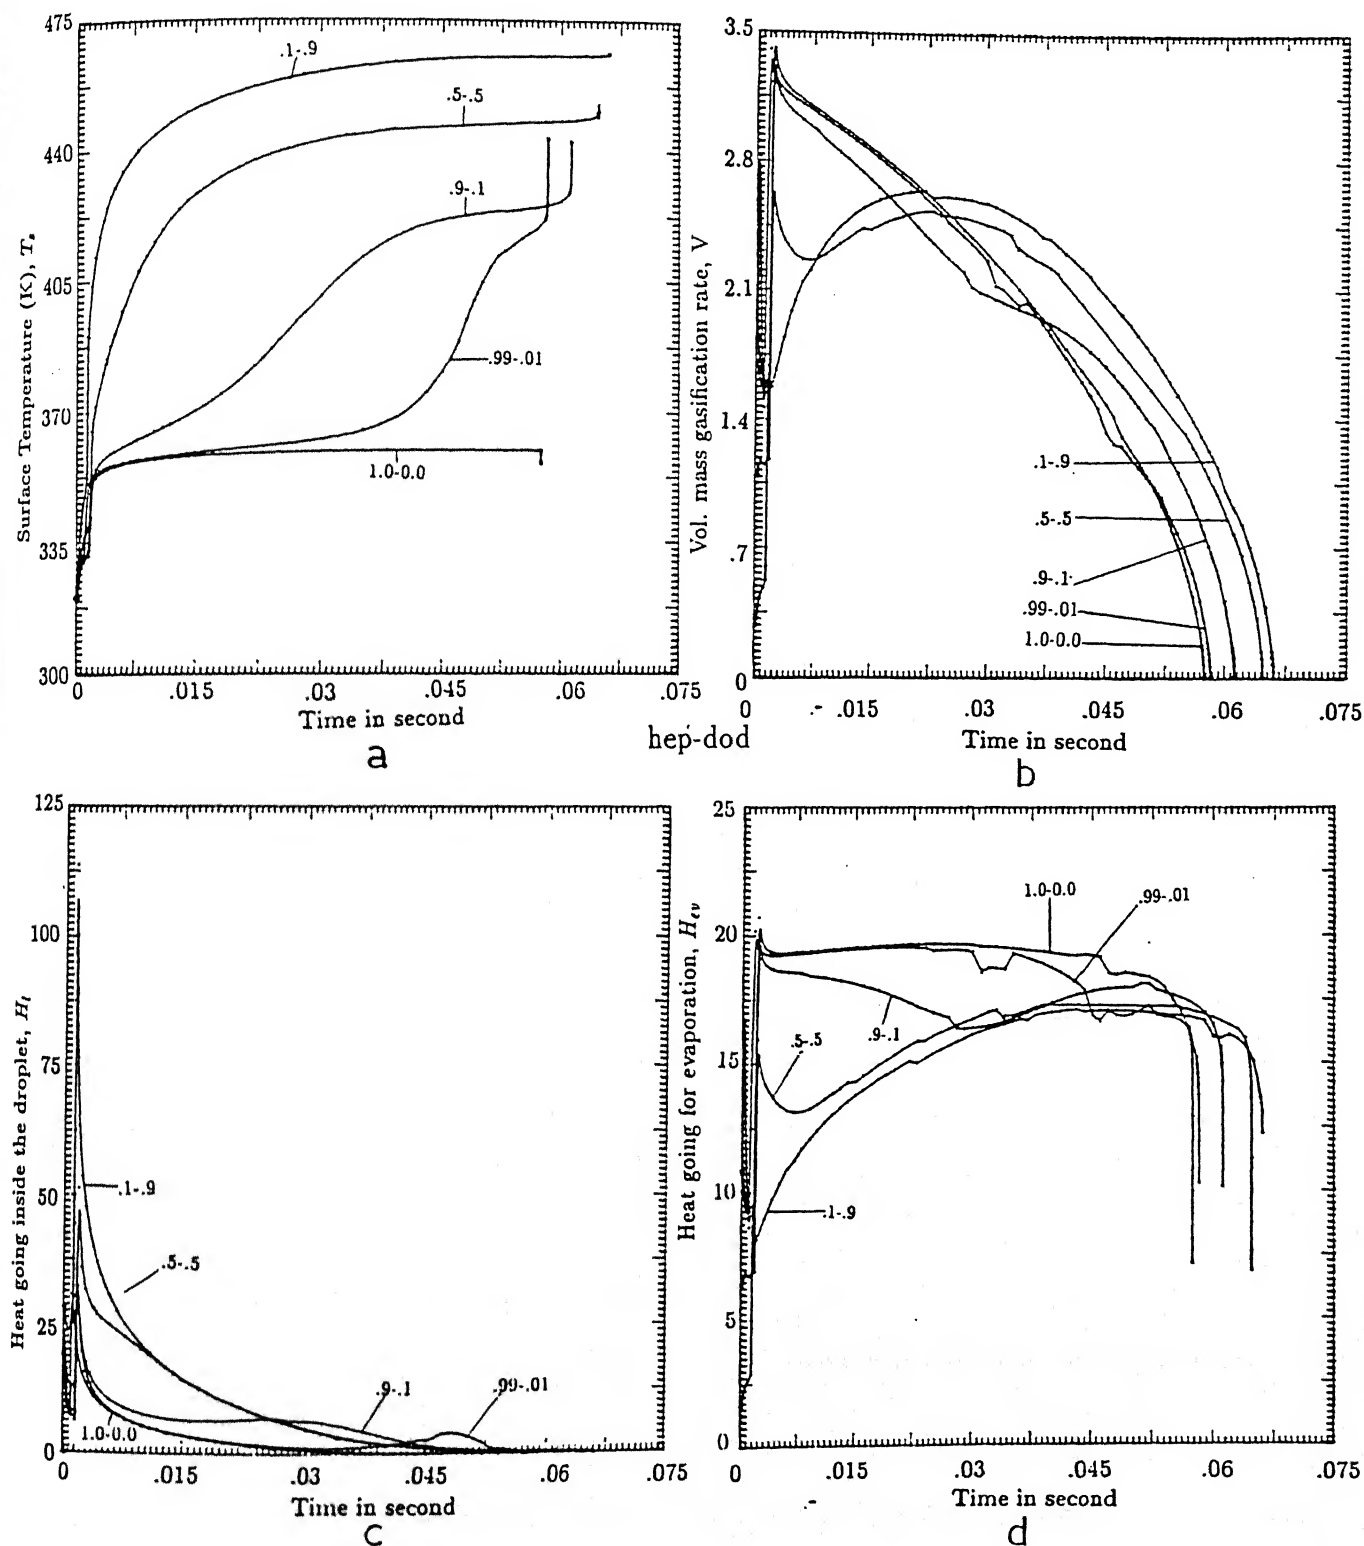 475
440
405
370
335
300
Surface Temperature (K), Tₛ
.1-.9
.5-.5
.9-.1
.99-.01
1.0-0.0
0 .015 .03 .045 .06 .075
Time in second
a
3.5
2.8
2.1
1.4
.7
0
Vol. mass gasification rate, V
.1-.9
.5-.5
.9-.1
.99-.01
1.0-0.0
0 .015 .03 .045 .06 .075
Time in second
b
hep-dod
125
100
75
50
25
0
Heat going inside the droplet, Hₗ
.1-.9
.5-.5
.9-.1
.99-.01
1.0-0.0
0 .015 .03 .045 .06 .075
Time in second
c
25
20
15
10
5
0
Heat going for evaporation, Hₑᵥ
1.0-0.0
.99-.01
.9-.1
.5-.5
.1-.9
0 .015 .03 .045 .06 .075
Time in second
d